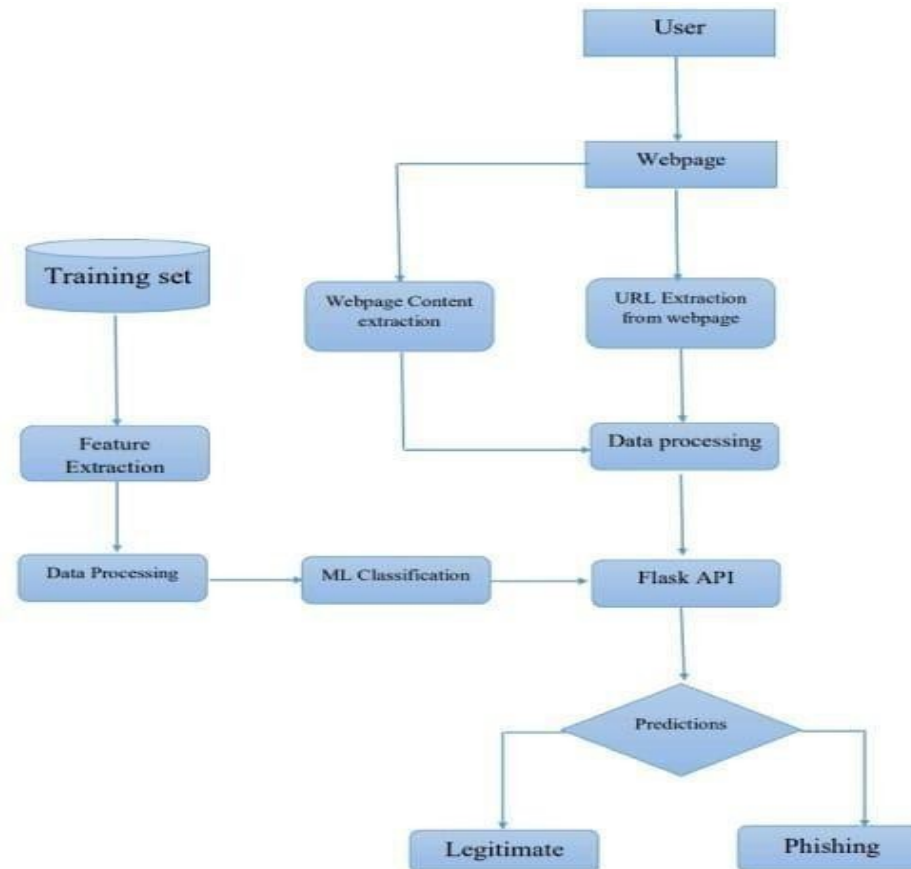 User
Webpage
Training set
Webpage Content
extraction
URL Extraction
from webpage
Feature
Extraction
Data processing
Data Processing
ML Classification
Flask API
Predictions
Legitimate
Phishing